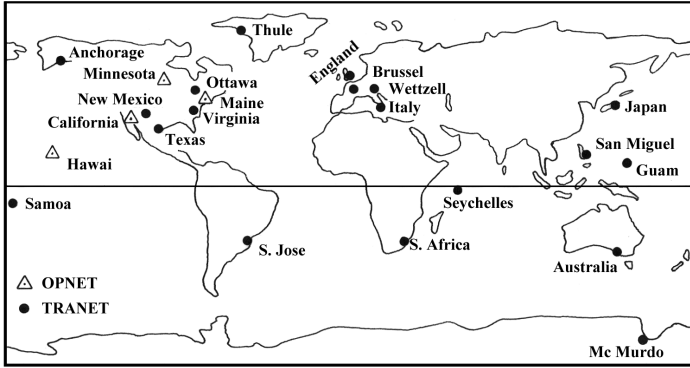 Thule
Anchorage
England
Minnesota
Brussel
Ottawa
Wettzell
New Mexico
Maine
Italy
Japan
California
Virginia
Texas
San Miguel
Hawai
Guam
Samoa
Seychelles
S. Jose
S. Africa
Australia
OPNET
TRANET
Mc Murdo